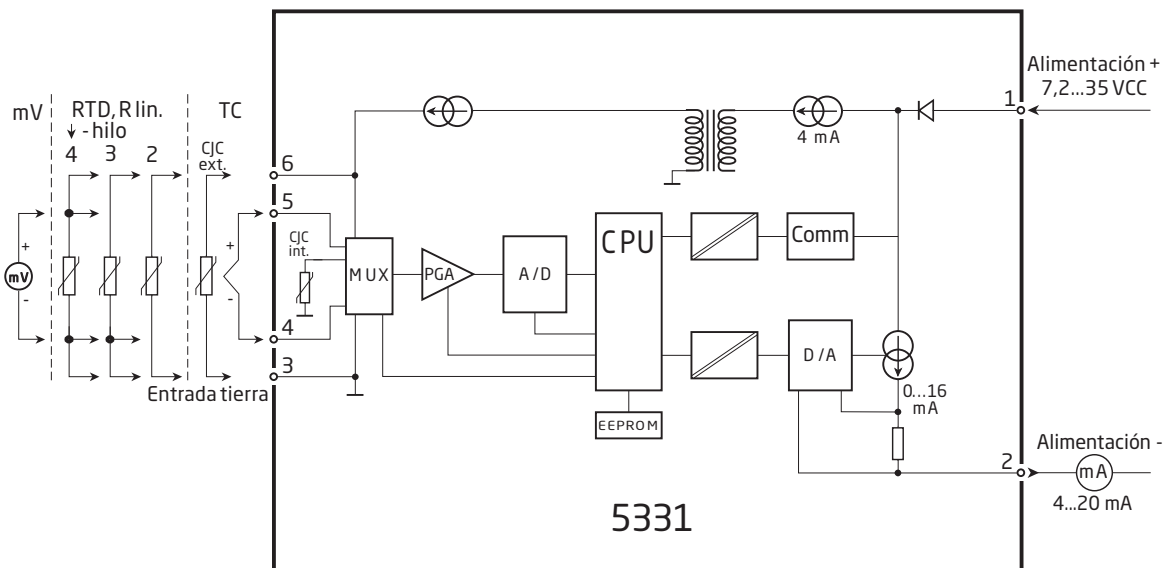 mV
RTD, R lin.
- hilo
4
3
2
TC
CJC
ext.
+
-
mV
+
-
Entrada tierra
6
5
4
3
CJC
int.
MUX
PGA
A/D
CPU
EEPROM
Comm
D/A
4 mA
0...16
mA
1
2
Alimentación +
7,2...35 VCC
Alimentación -
mA
4...20 mA
5331